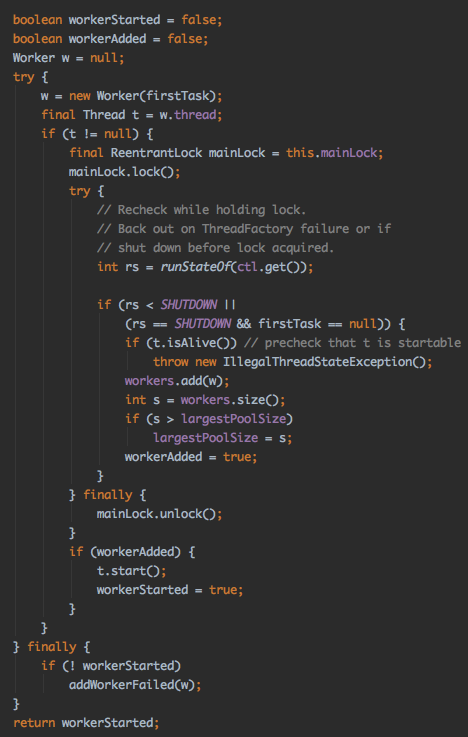 boolean workerStarted = false;
boolean workerAdded = false;
Worker w = null;
try {
    w = new Worker(firstTask);
    final Thread t = w.thread;
    if (t != null) {
        final ReentrantLock mainLock = this.mainLock;
        mainLock.lock();
        try {
            // Recheck while holding lock.
            // Back out on ThreadFactory failure or if
            // shut down before lock acquired.
            int rs = runStateOf(ctl.get());

            if (rs < SHUTDOWN ||
                (rs == SHUTDOWN && firstTask == null)) {
                if (t.isAlive()) // precheck that t is startable
                    throw new IllegalThreadStateException();
                workers.add(w);
                int s = workers.size();
                if (s > largestPoolSize)
                    largestPoolSize = s;
                workerAdded = true;
            }
        } finally {
            mainLock.unlock();
        }
        if (workerAdded) {
            t.start();
            workerStarted = true;
        }
    }
} finally {
    if (! workerStarted)
        addWorkerFailed(w);
}
return workerStarted;